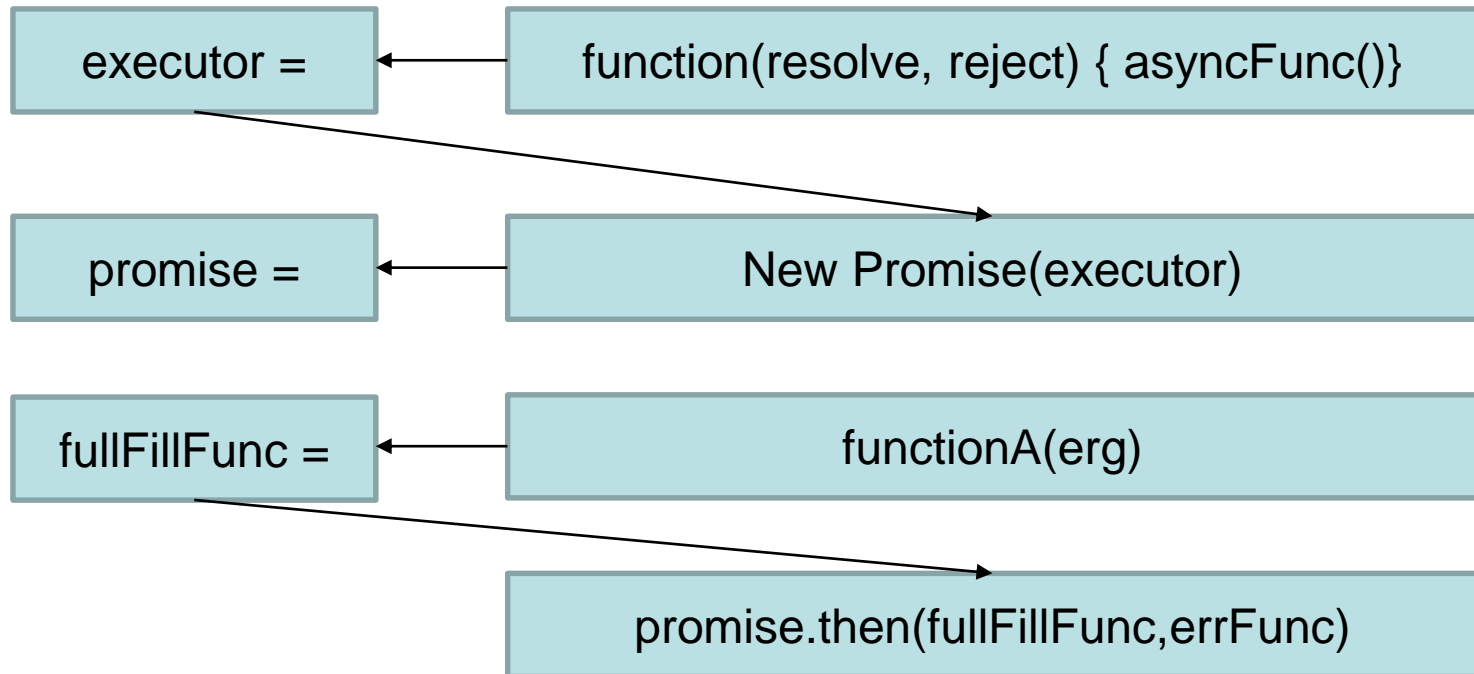 executor =
function(resolve, reject) { asyncFunc()}
promise =
New Promise(executor)
fullFillFunc =
functionA(erg)
promise.then(fullFillFunc,errFunc)